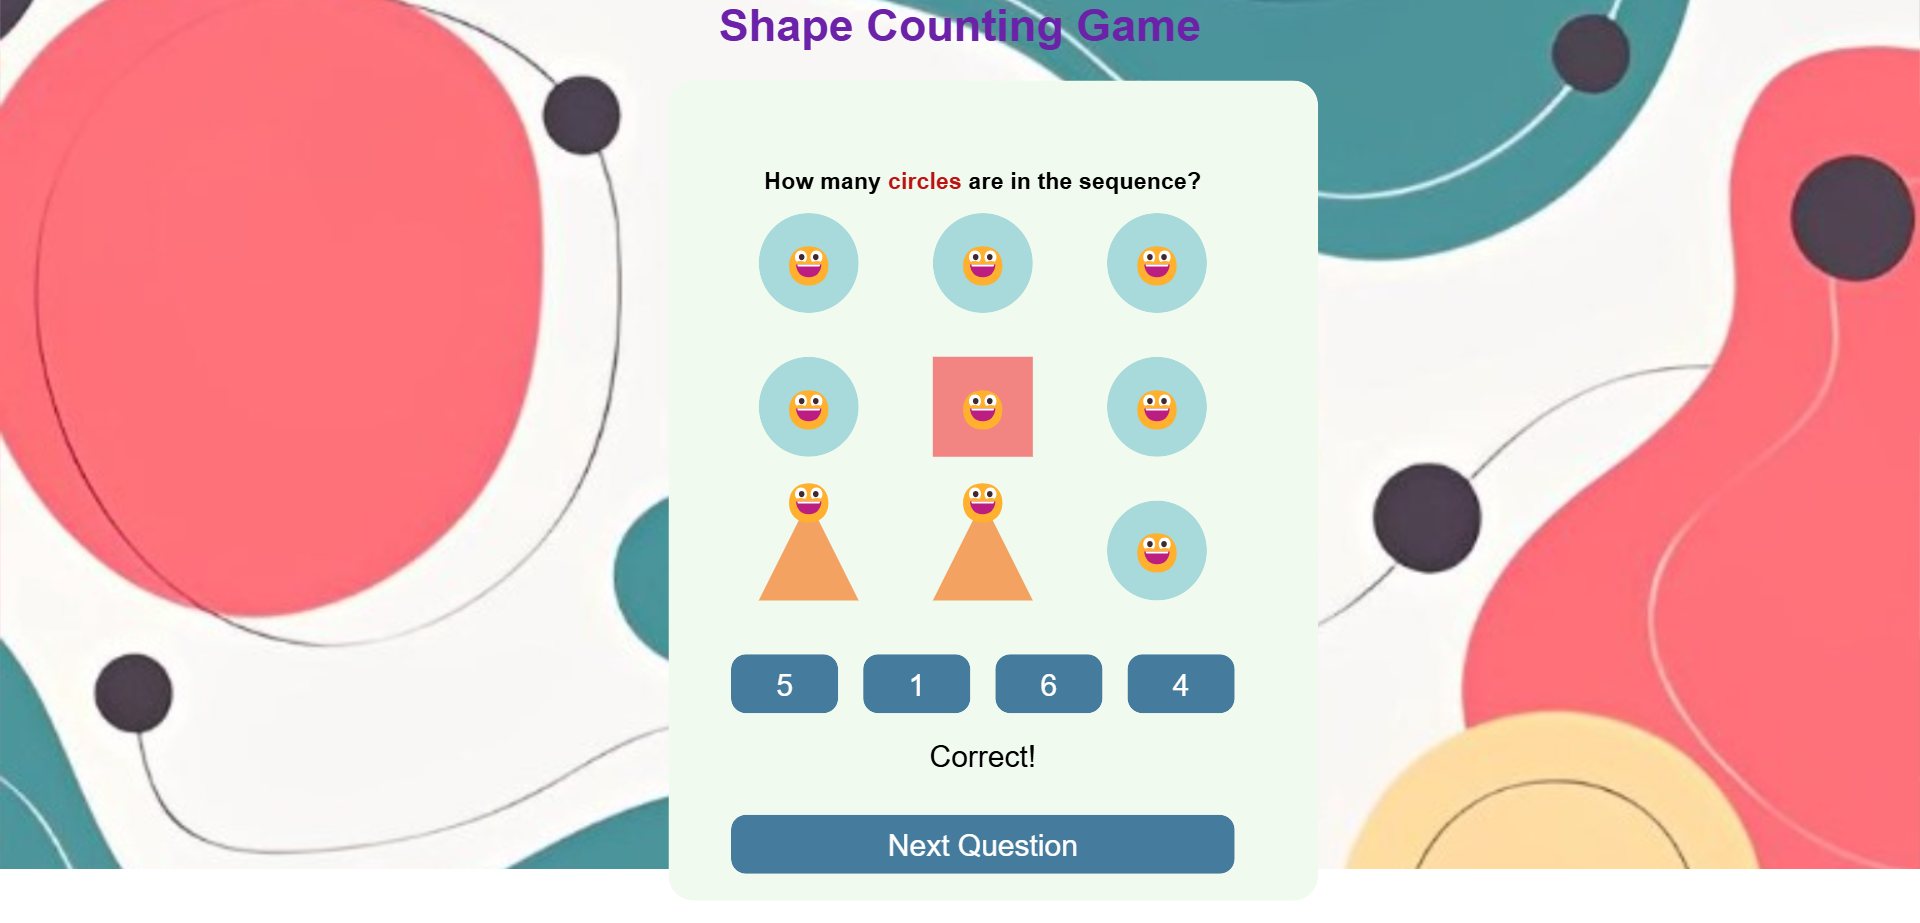 Shape Counting Game
How many circles are in the sequence?
5 1 6 4
Correct!
Next Question